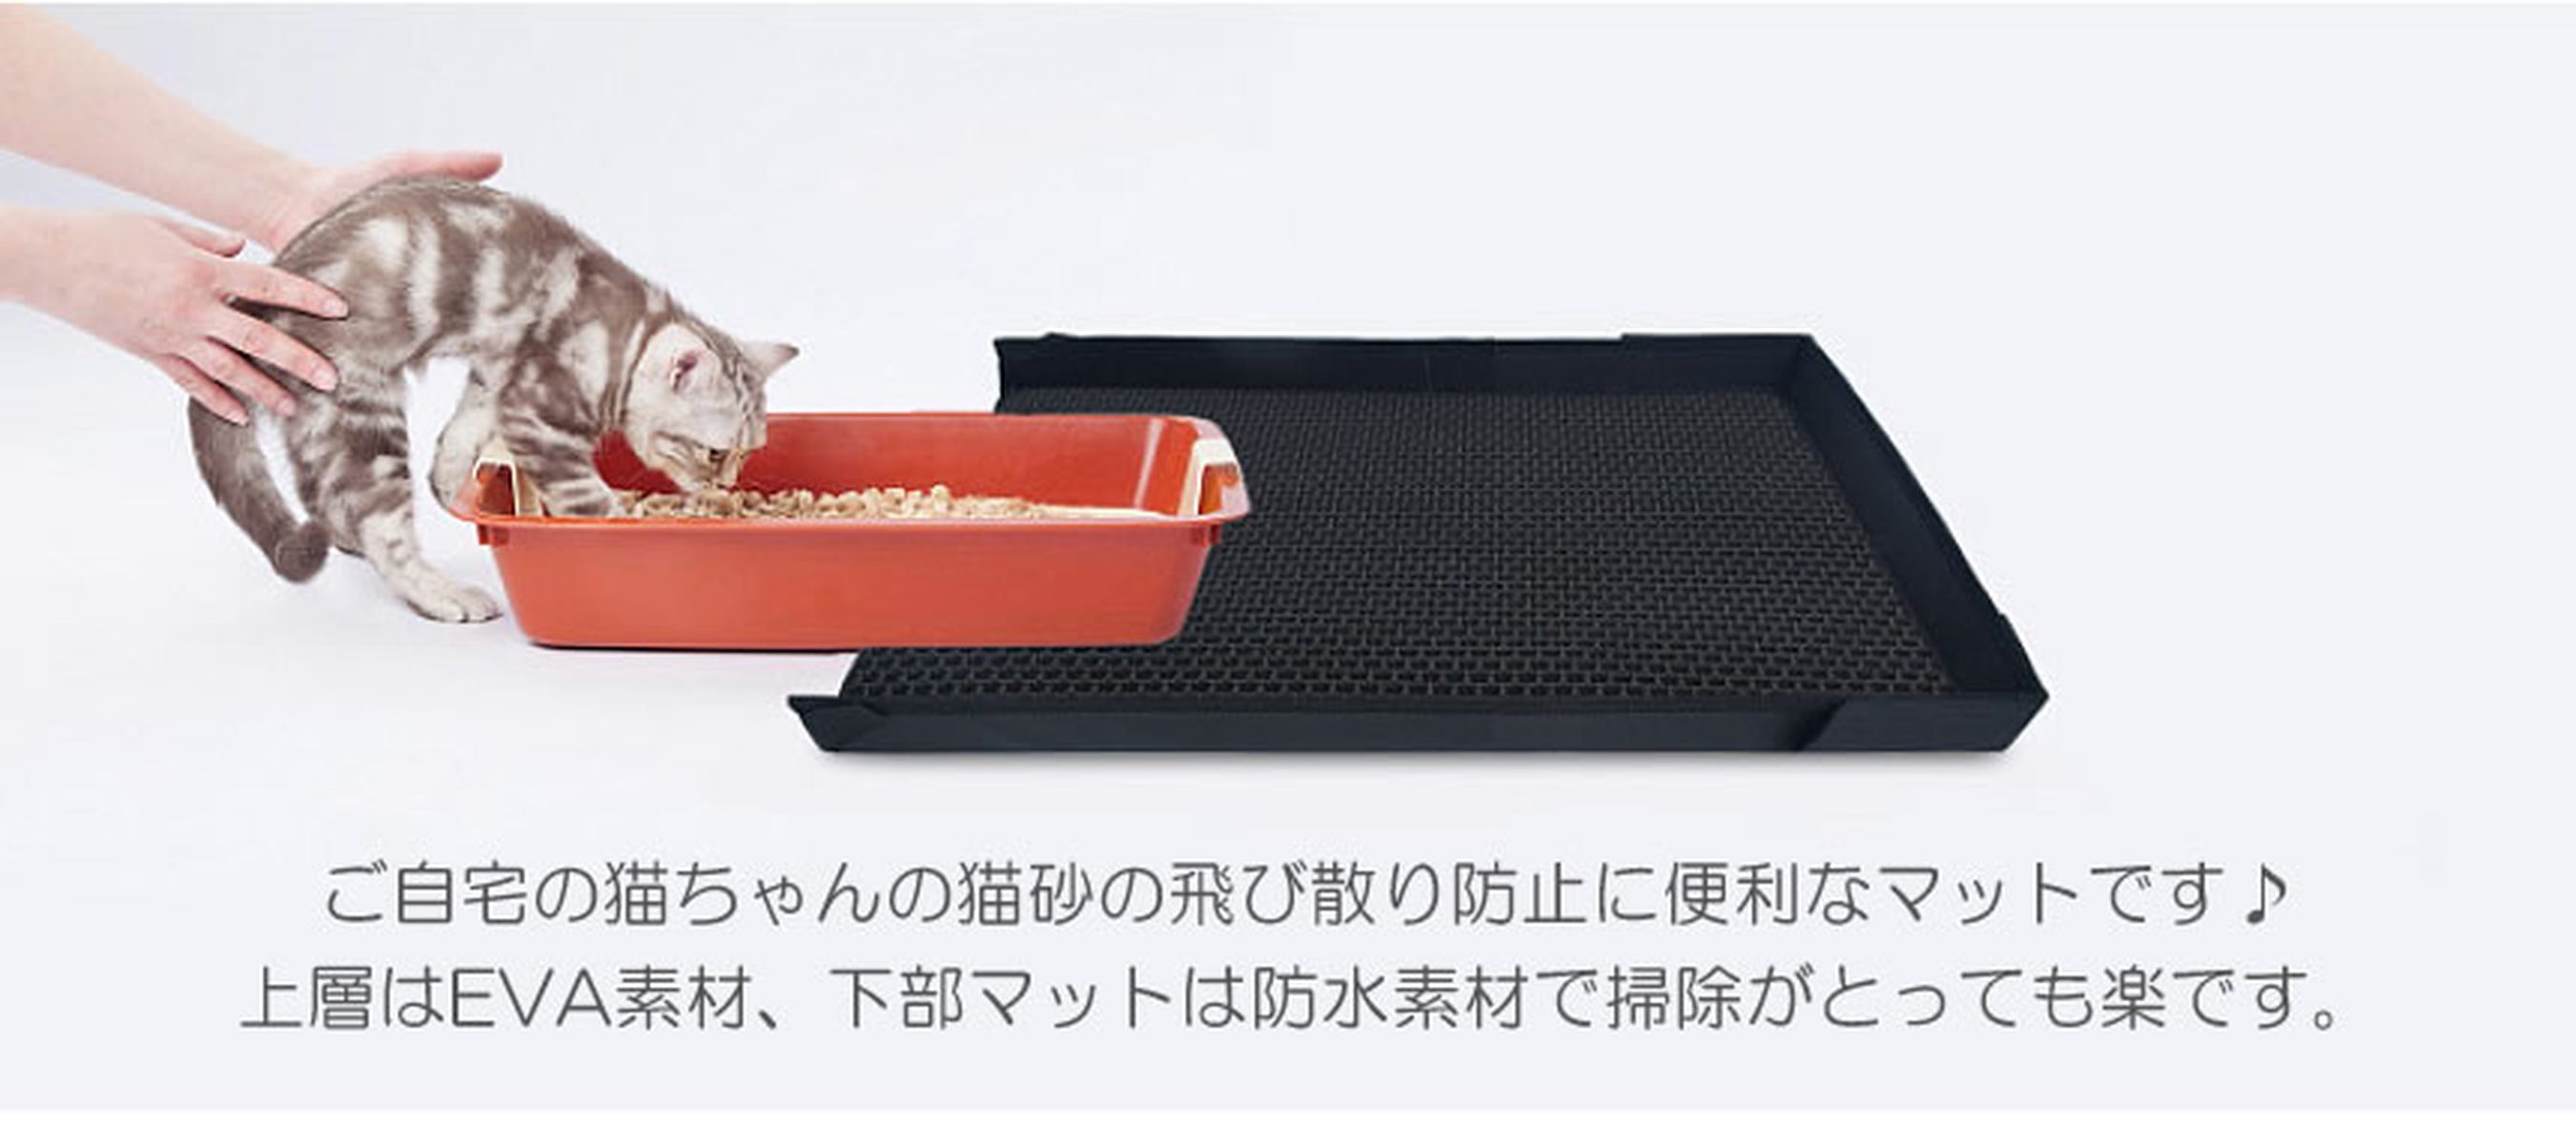 ご自宅の猫ちゃんの猫砂の飛び散り防止に便利なマットです♪
上層はEVA素材、下部マットは防水素材で掃除がとっても楽です。